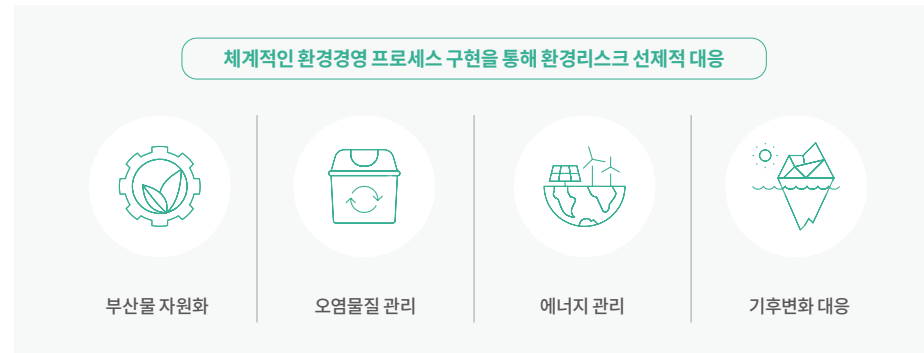 체계적인 환경경영 프로세스 구현을 통해 환경리스크 선제적 대응
부산물 자원화
오염물질 관리
에너지 관리
기후변화 대응